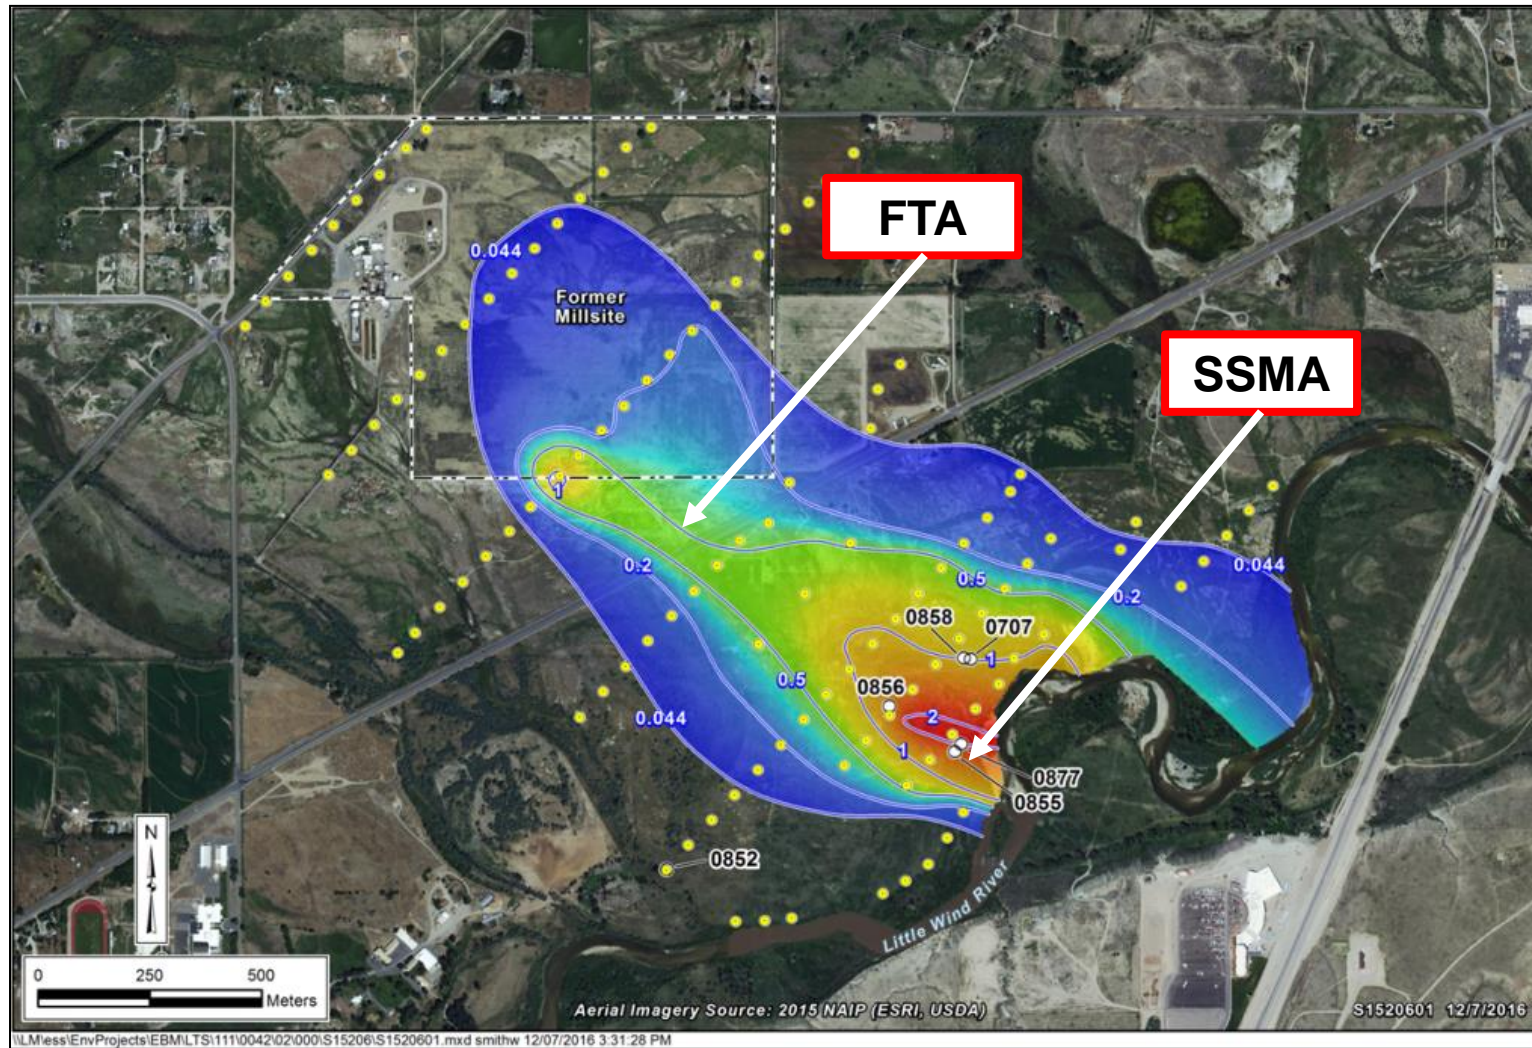 FTA
0.044
Former
Millsite
SSMA
1
0.2
0.5
0.044
0.2
0858
0707
1
0856
0.5
0.044
2
1
0877
0855
0852
N
Little Wind River
0 250 500
Meters
Aerial Imagery Source: 2015 NAIP (ESRI, USDA)
S1520601 12/7/2016
\\LM\ess\EnvProjects\EBM\LTS\111\0042\02\000\S15206\S1520601.mxd smithw 12/07/2016 3:31:28 PM